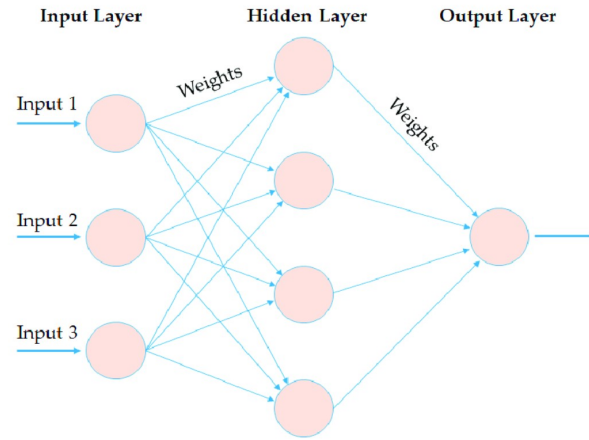 Input Layer
Hidden Layer
Output Layer
Weights
Input 1
Weights
Input 2
Input 3